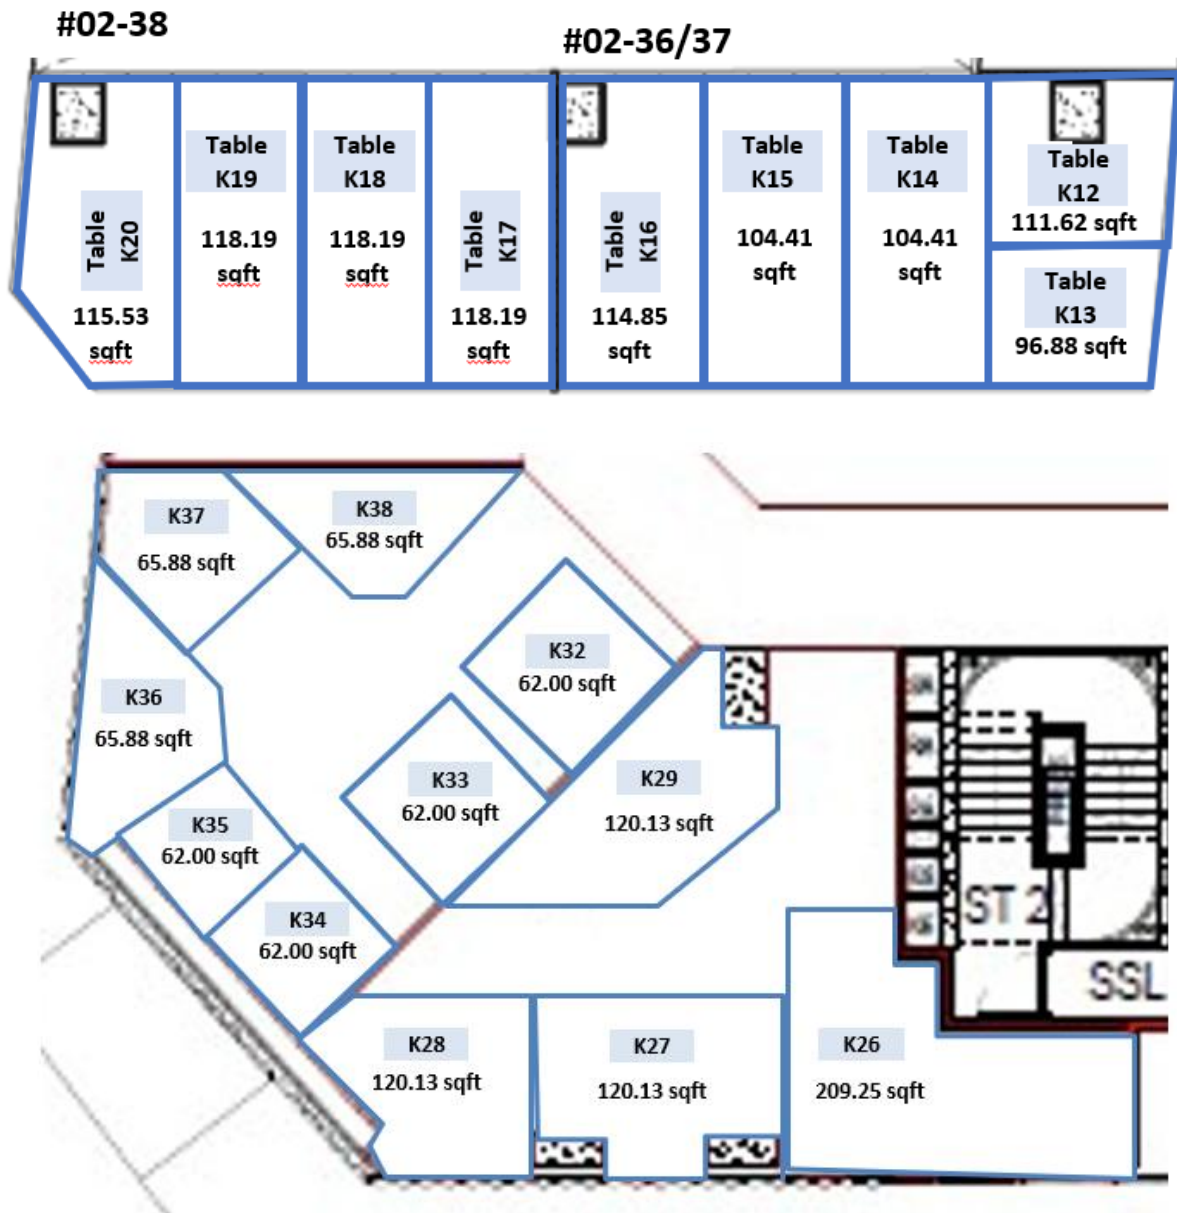 #02-38
#02-36/37
Table
K20
115.53
sqft
Table
K19
118.19
sqft
Table
K18
118.19
sqft
Table
K17
118.19
sqft
Table
K16
114.85
sqft
Table
K15
104.41
sqft
Table
K14
104.41
sqft
Table
K12
111.62 sqft
Table
K13
96.88 sqft
K37
65.88 sqft
K38
65.88 sqft
K32
62.00 sqft
K36
65.88 sqft
K33
62.00 sqft
K29
120.13 sqft
K35
62.00 sqft
K34
62.00 sqft
ST 2
SSL
K28
120.13 sqft
K27
120.13 sqft
K26
209.25 sqft